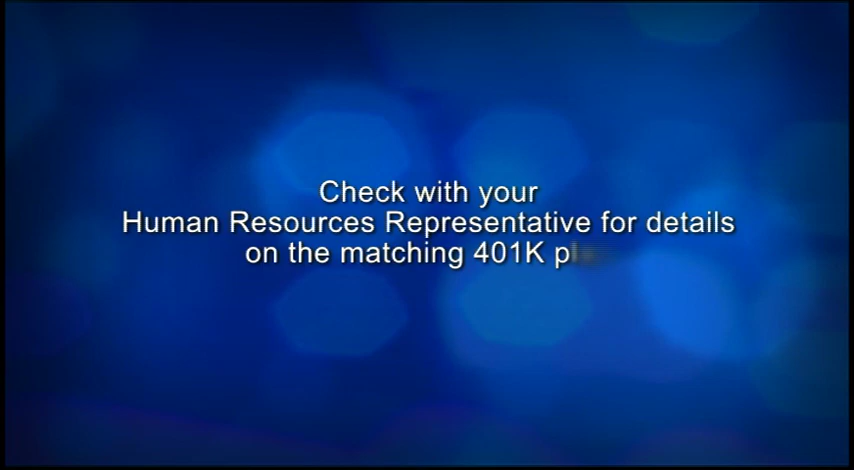 Check with your
Human Resources Representative for details
on the matching 401K